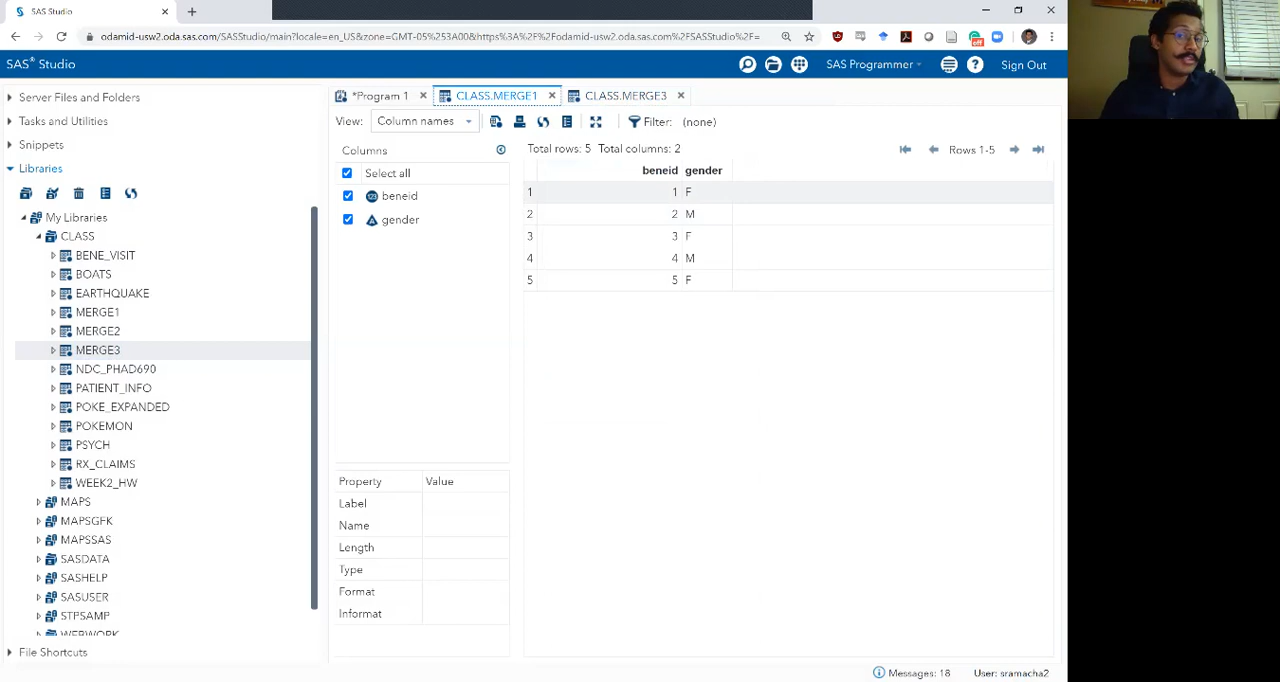 SAS Studio
odamid-usw2.oda.sas.com/SASStudio/main?locale=en_US&zone=GMT-05%253A00&https%3A%2F%2Fodamid-usw2.oda.sas.com%2FSASStudio%2F=
SAS® Studio
SAS Programmer
Sign Out
Server Files and Folders
Tasks and Utilities
Snippets
Libraries
My Libraries
CLASS
BENE_VISIT
BOATS
EARTHQUAKE
MERGE1
MERGE2
MERGE3
NDC_PHAD690
PATIENT_INFO
POKE_EXPANDED
POKEMON
PSYCH
RX_CLAIMS
WEEK2_HW
MAPS
MAPSGFK
MAPSSAS
SASDATA
SASHELP
SASUSER
STPSAMP
WEBWORK
File Shortcuts
*Program 1
CLASS.MERGE1
CLASS.MERGE3
View: Column names
Filter: (none)
Columns
Select all
beneid
gender
Property Value
Label
Name
Length
Type
Format
Informat
Total rows: 5 Total columns: 2
Rows 1-5
beneid gender
1 1 F
2 2 M
3 3 F
4 4 M
5 5 F
Messages: 18
User: sramacha2